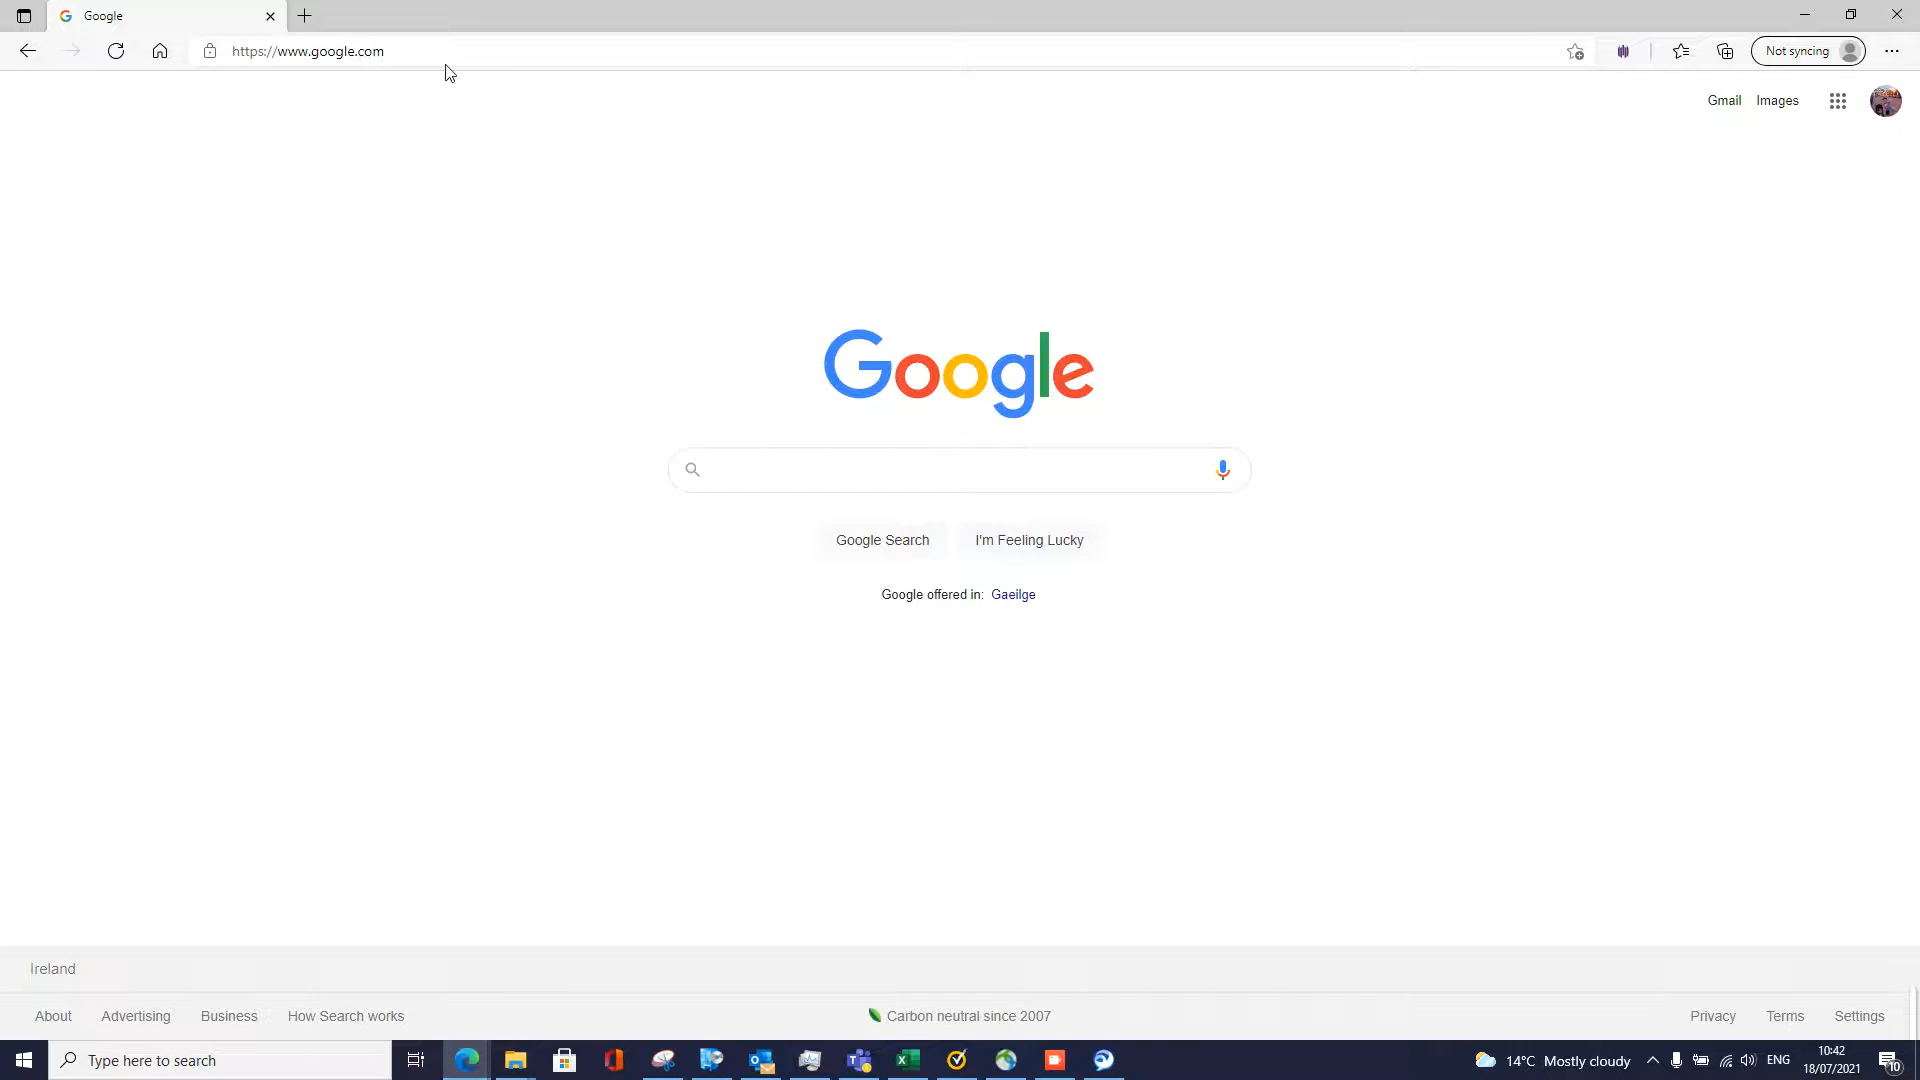 Google
https://www.google.com
Not syncing
Gmail Images
Google
Google Search I'm Feeling Lucky
Google offered in: Gaeilge
Ireland
About Advertising Business How Search works Carbon neutral since 2007 Privacy Terms Settings
Type here to search 14°C Mostly cloudy ENG 10:42
18/07/2021 10